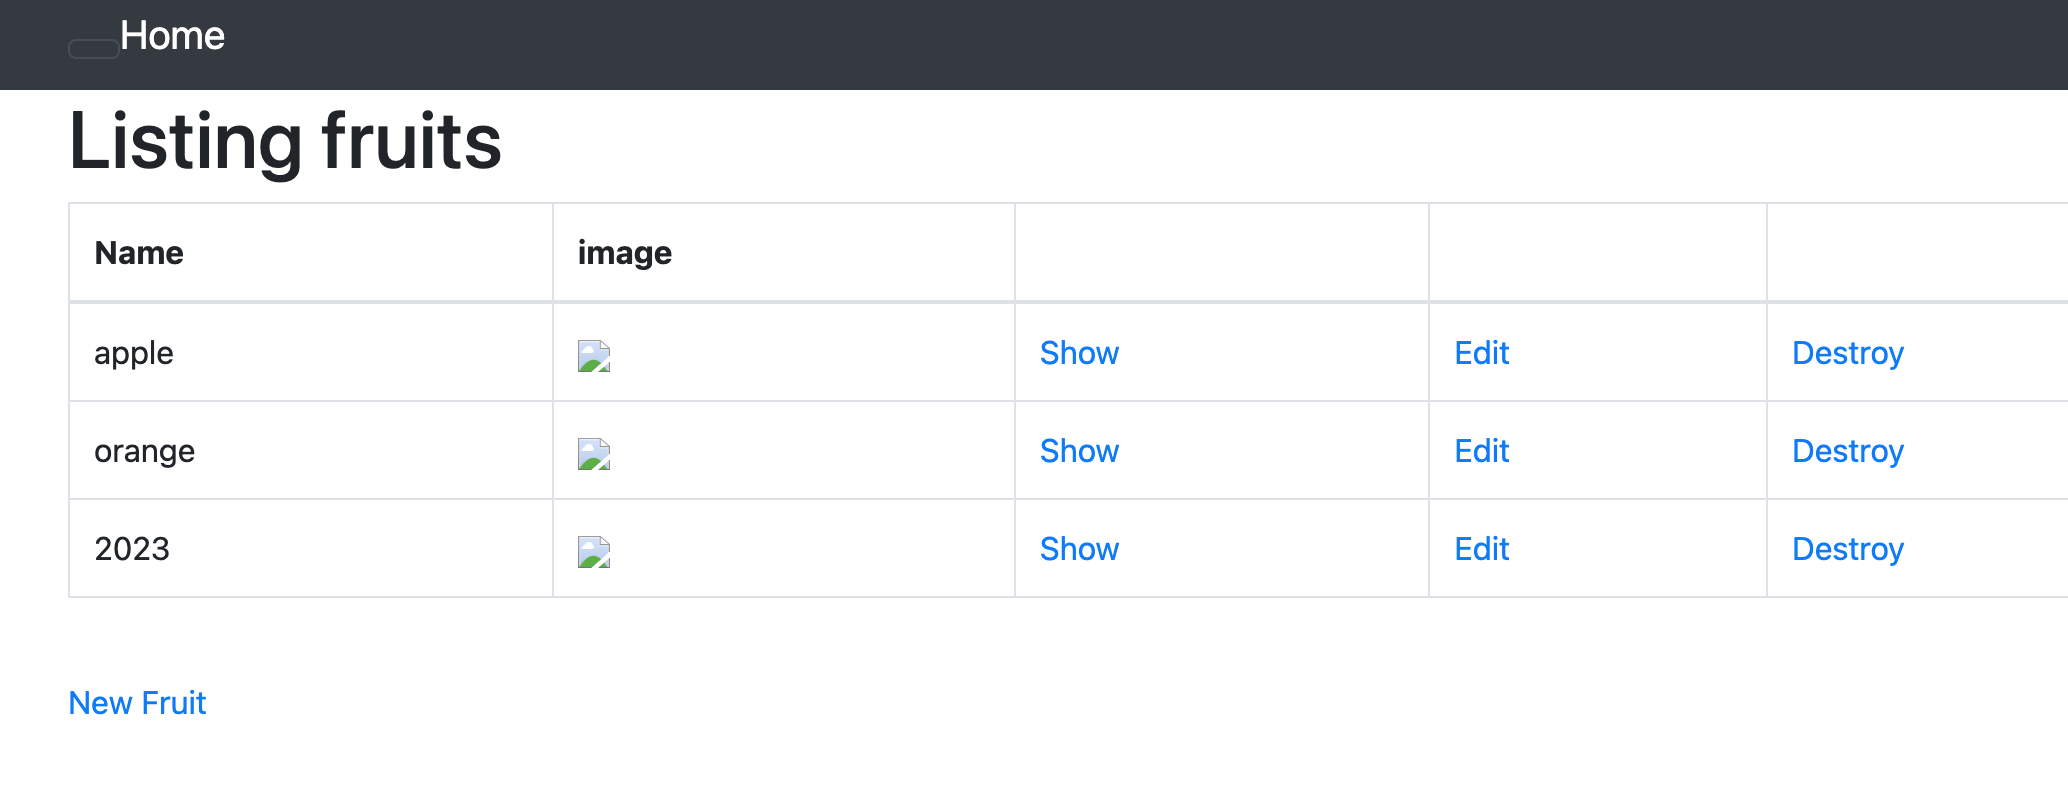 Home
Listing fruits
Name image
apple Show Edit Destroy
orange Show Edit Destroy
2023 Show Edit Destroy
New Fruit